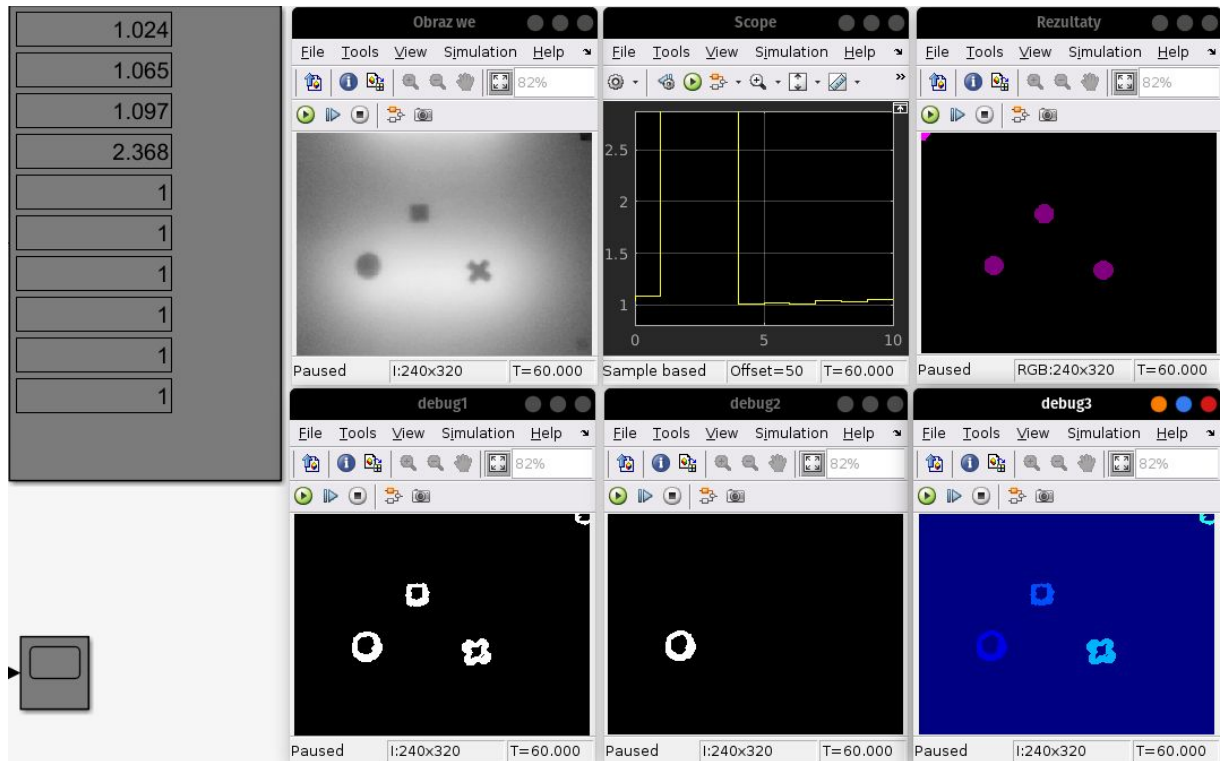 1.024
1.065
1.097
2.368
1
1
1
1
1
1
Obraz we
File Tools View Simulation Help
82%
Paused I:240x320 T=60.000
Scope
File Tools View Simulation Help
2.5
2
1.5
1
0 5 10
Sample based Offset=50 T=60.000
Rezultaty
File Tools View Simulation Help
82%
Paused RGB:240x320 T=60.000
debug1
File Tools View Simulation Help
82%
Paused I:240x320 T=60.000
debug2
File Tools View Simulation Help
82%
Paused I:240x320 T=60.000
debug3
File Tools View Simulation Help
82%
Paused I:240x320 T=60.000